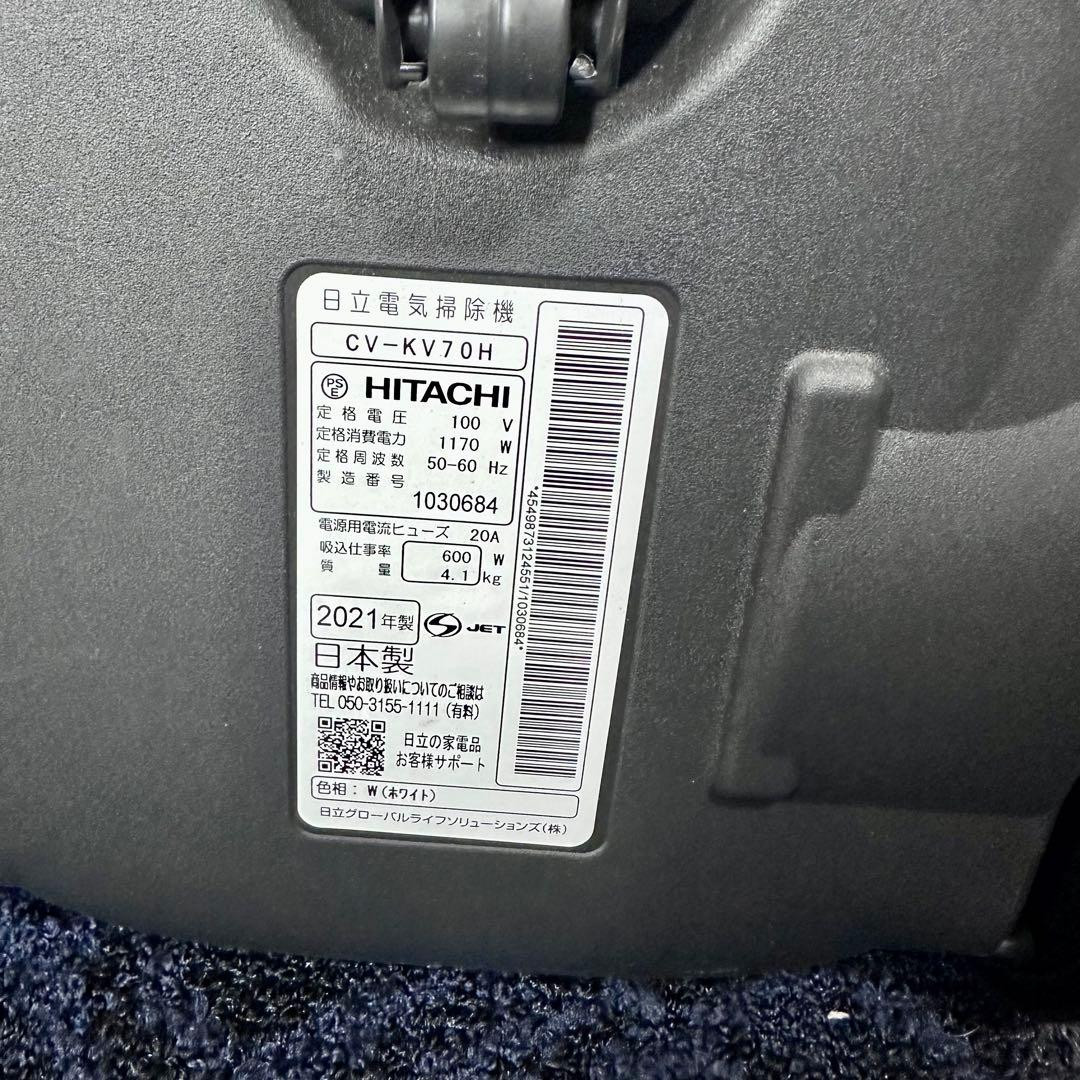 日立電気掃除機
CV-KV70H
PSE HITACHI
定格電圧 100 V
定格消費電力 1170 W
定格周波数 50-60 Hz
製造番号
1030684
電源用電流ヒューズ 20A
吸込仕事率 600 W
質量 4.1 kg
2021年製 S JET
日本製
商品情報やお取り扱いについてのご相談は
TEL 050-3155-1111 (有料)
日立の家電品
お客様サポート
色相: W(ホワイト)
日立グローバルライフソリューションズ(株)
*4549873124551/1030684*